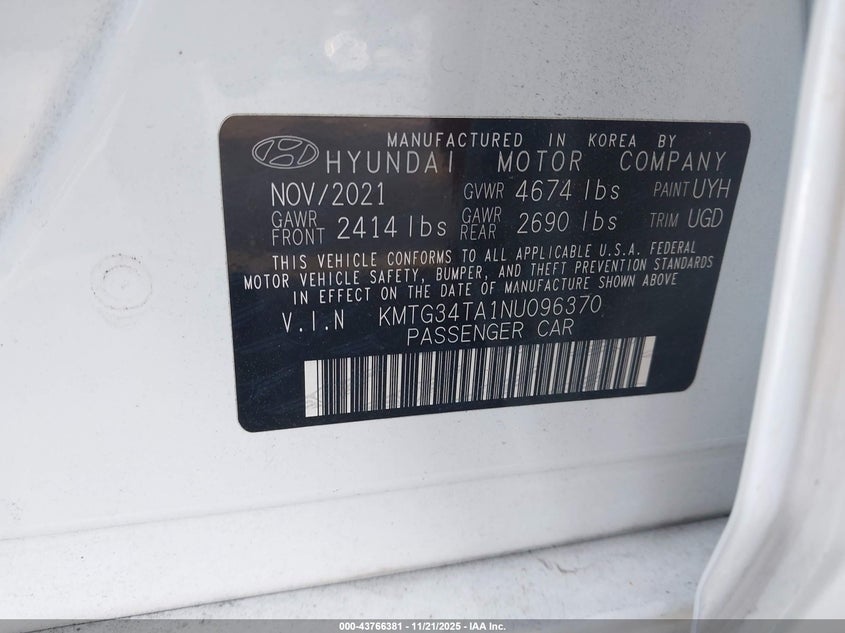 MANUFACTURED IN KOREA BY
HYUNDAI MOTOR COMPANY
NOV/2021 GVWR 4674 lbs PAINT UYH
GAWR FRONT 2414 lbs GAWR REAR 2690 lbs TRIM UGD
THIS VEHICLE CONFORMS TO ALL APPLICABLE U.S.A. FEDERAL
MOTOR VEHICLE SAFETY, BUMPER, AND THEFT PREVENTION STANDARDS
IN EFFECT ON THE DATE OF MANUFACTURE SHOWN ABOVE
V.I.N KMTG34TA1NU096370
PASSENGER CAR
000-43766381 - 11/21/2025 - IAA Inc.